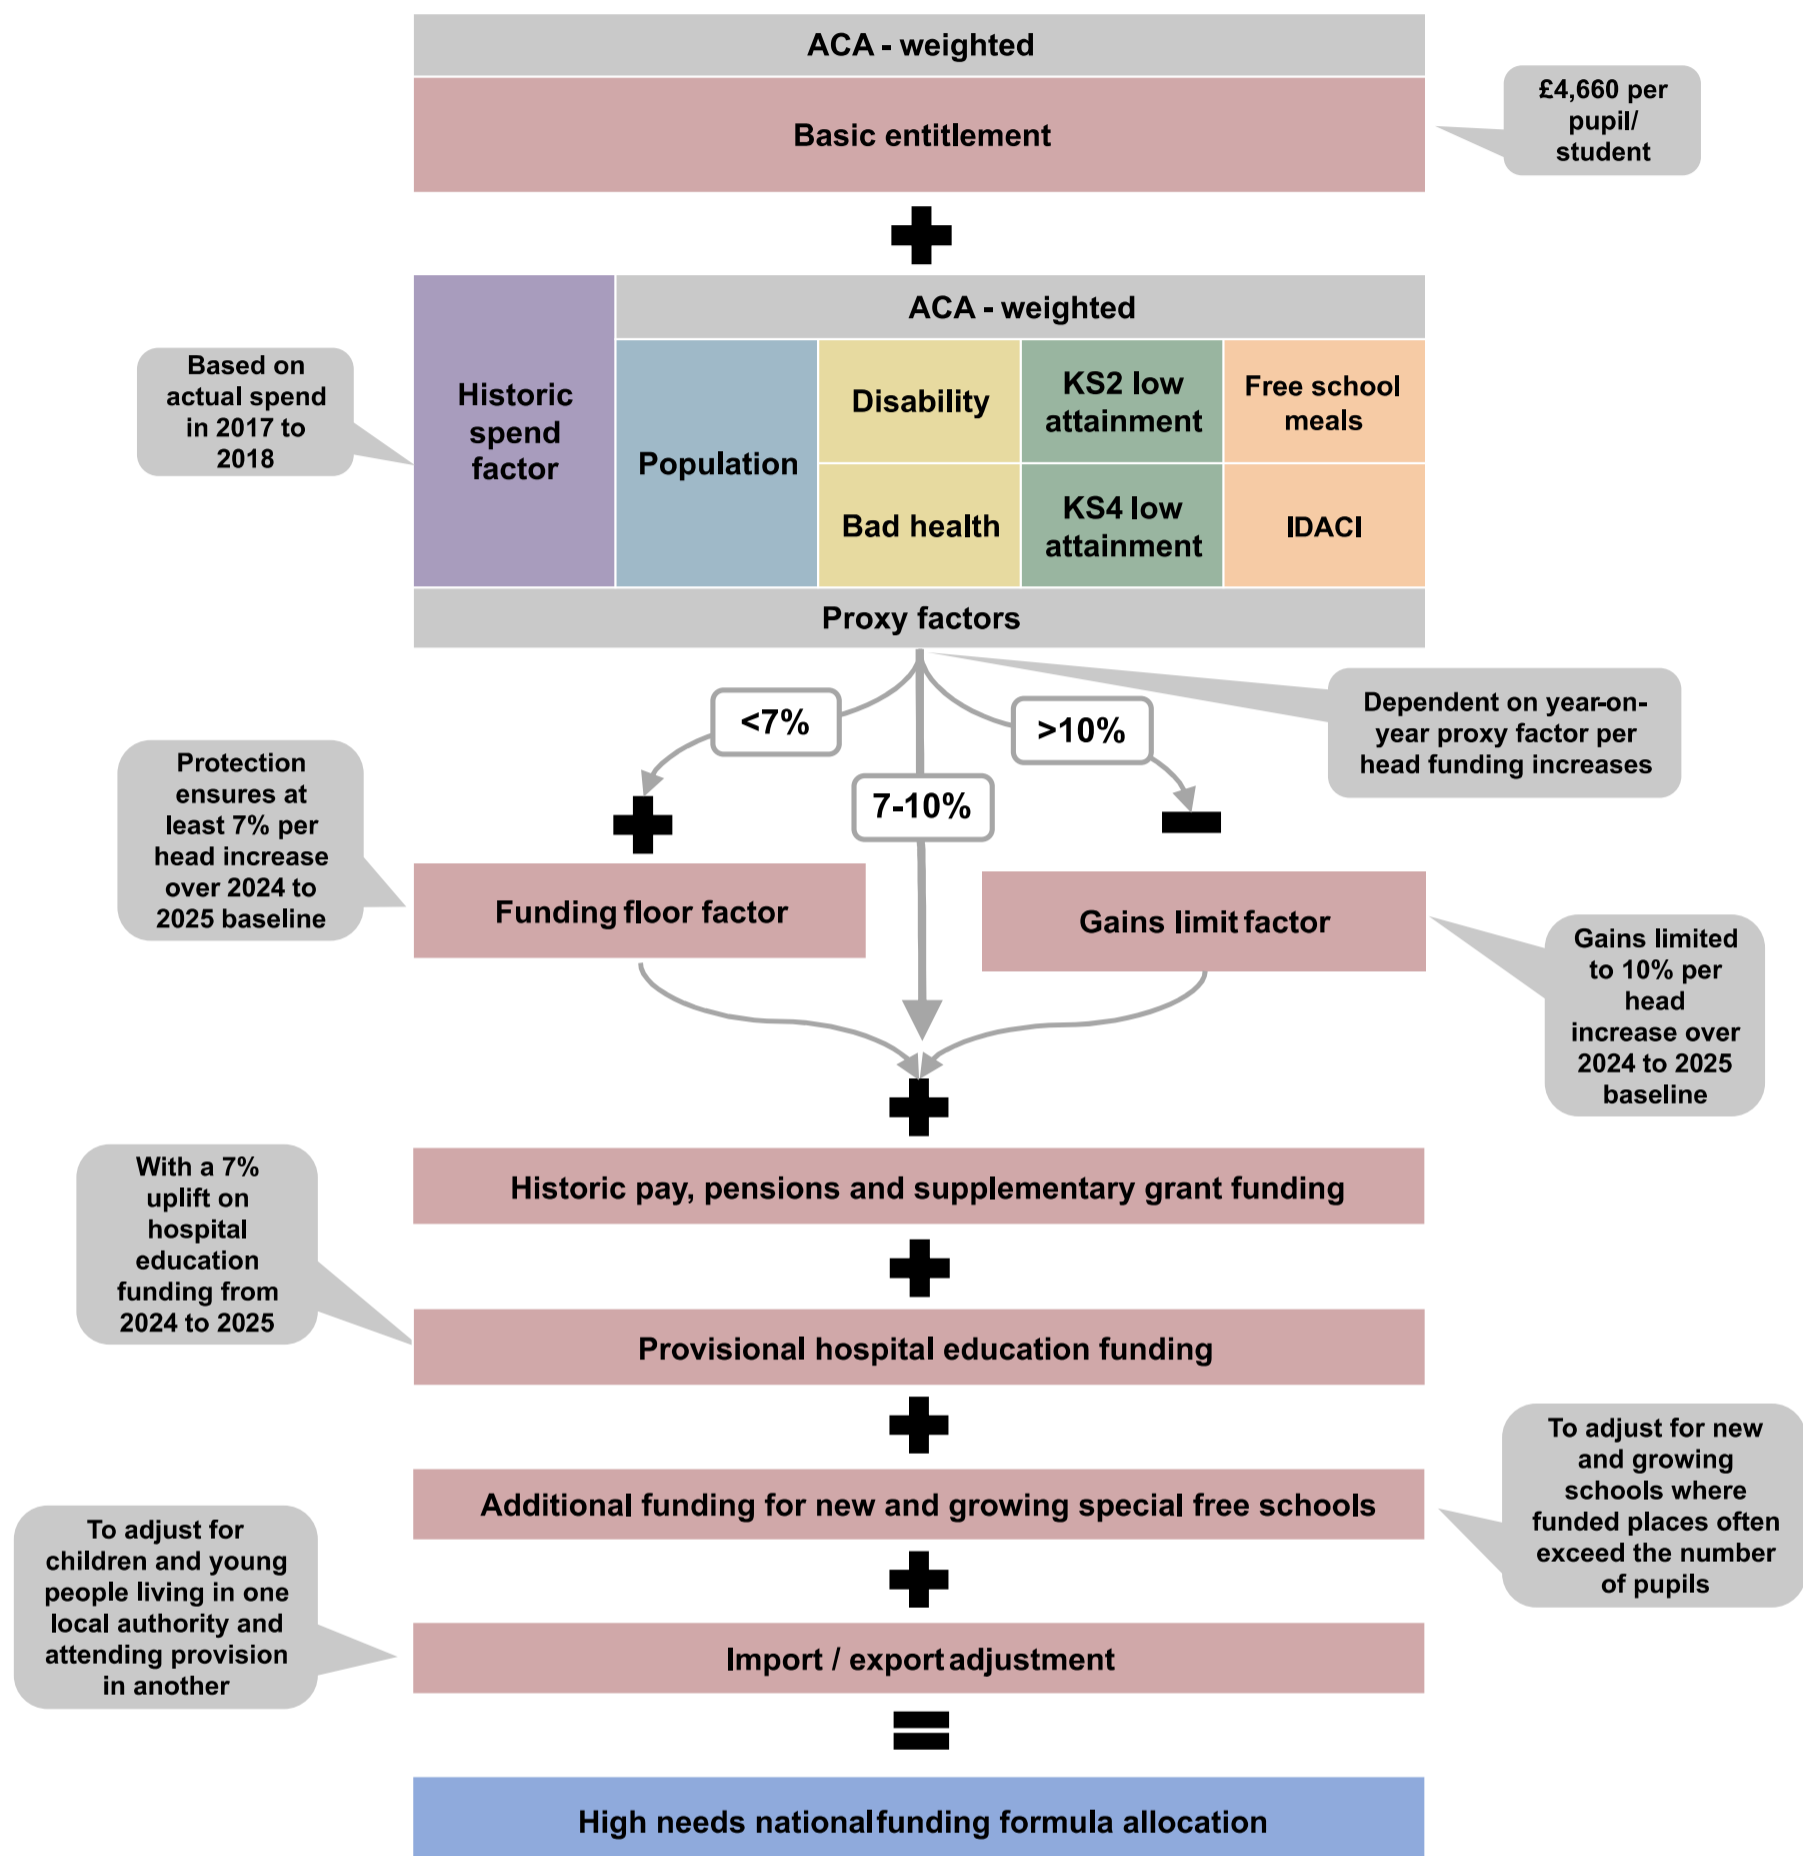 ACA - weighted
Basic entitlement
£4,660 per
pupil/
student
ACA - weighted
Based on
actual spend
in 2017 to
2018
Historic
spend
factor
Population
Disability
KS2 low
attainment
Free school
meals
Bad health
KS4 low
attainment
IDACI
Proxy factors
<7%
7-10%
>10%
Dependent on year-on-
year proxy factor per
head funding increases
Protection
ensures at
least 7% per
head increase
over 2024 to
2025 baseline
Funding floor factor
Gains limit factor
Gains limited
to 10% per
head
increase over
2024 to 2025
baseline
With a 7%
uplift on
hospital
education
funding from
2024 to 2025
Historic pay, pensions and supplementary grant funding
Provisional hospital education funding
Additional funding for new and growing special free schools
To adjust for new
and growing
schools where
funded places often
exceed the number
of pupils
To adjust for
children and young
people living in one
local authority and
attending provision
in another
Import / export adjustment
High needs national funding formula allocation